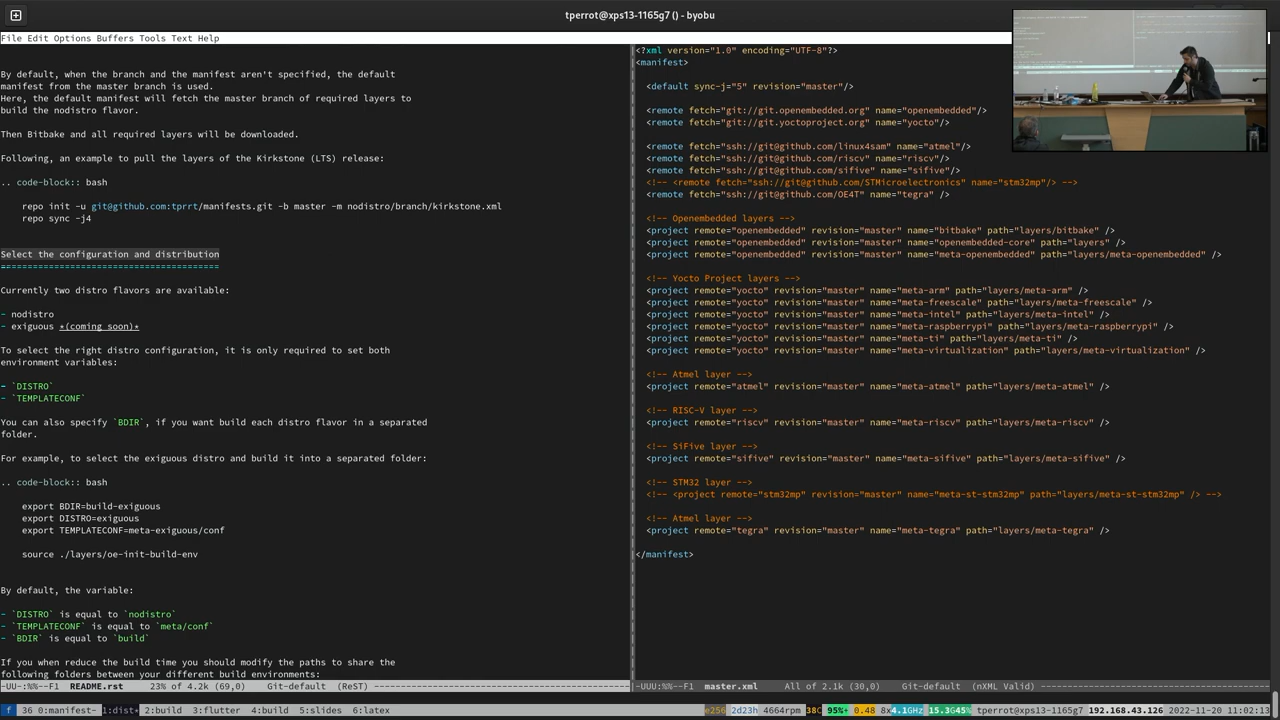 tperrot@xps13-1165g7 () - byobu
File Edit Options Buffers Tools Text Help
By default, when the branch and the manifest aren't specified, the default
manifest from the master branch is used.
Here, the default manifest will fetch the master branch of required layers to
build the nodistro flavor.
Then Bitbake and all required layers will be downloaded.
Following, an example to pull the layers of the Kirkstone (LTS) release:
.. code-block:: bash
repo init -u git@github.com:tprrt/manifests.git -b master -m nodistro/branch/kirkstone.xml
repo sync -j4
Select the configuration and distribution
=========================================
Currently two distro flavors are available:
- nodistro
- exiguous *(coming soon)*
To select the right distro configuration, it is only required to set both
environment variables:
- `DISTRO`
- `TEMPLATECONF`
You can also specify `BDIR`, if you want build each distro flavor in a separated
folder.
For example, to select the exiguous distro and build it into a separated folder:
.. code-block:: bash
export BDIR=build-exiguous
export DISTRO=exiguous
export TEMPLATECONF=meta-exiguous/conf
source ./layers/oe-init-build-env
By default, the variable:
- `DISTRO` is equal to `nodistro`
- `TEMPLATECONF` is equal to `meta/conf`
- `BDIR` is equal to `build`
If you when reduce the build time you should modify the paths to share the
following folders between your different build environments:
-UU-:%%--F1 README.rst 23% of 4.2k (69,0) Git-default (ReST)
<?xml version="1.0" encoding="UTF-8"?>
<manifest>
<default sync-j="5" revision="master"/>
<remote fetch="git://git.openembedded.org" name="openembedded"/>
<remote fetch="git://git.yoctoproject.org" name="yocto"/>
<remote fetch="ssh://git@github.com/linux4sam" name="atmel"/>
<remote fetch="ssh://git@github.com/riscv" name="riscv"/>
<remote fetch="ssh://git@github.com/sifive" name="sifive"/>
<!-- <remote fetch="ssh://git@github.com/STMicroelectronics" name="stm32mp"/> -->
<remote fetch="ssh://git@github.com/OE4T" name="tegra" />
<!-- Openembedded layers -->
<project remote="openembedded" revision="master" name="bitbake" path="layers/bitbake" />
<project remote="openembedded" revision="master" name="openembedded-core" path="layers" />
<project remote="openembedded" revision="master" name="meta-openembedded" path="layers/meta-openembedded" />
<!-- Yocto Project layers -->
<project remote="yocto" revision="master" name="meta-arm" path="layers/meta-arm" />
<project remote="yocto" revision="master" name="meta-freescale" path="layers/meta-freescale" />
<project remote="yocto" revision="master" name="meta-intel" path="layers/meta-intel" />
<project remote="yocto" revision="master" name="meta-raspberrypi" path="layers/meta-raspberrypi" />
<project remote="yocto" revision="master" name="meta-ti" path="layers/meta-ti" />
<project remote="yocto" revision="master" name="meta-virtualization" path="layers/meta-virtualization" />
<!-- Atmel layer -->
<project remote="atmel" revision="master" name="meta-atmel" path="layers/meta-atmel" />
<!-- RISC-V layer -->
<project remote="riscv" revision="master" name="meta-riscv" path="layers/meta-riscv" />
<!-- SiFive layer -->
<project remote="sifive" revision="master" name="meta-sifive" path="layers/meta-sifive" />
<!-- STM32 layer -->
<!-- <project remote="stm32mp" revision="master" name="meta-st-stm32mp" path="layers/meta-st-stm32mp" /> -->
<!-- Atmel layer -->
<project remote="tegra" revision="master" name="meta-tegra" path="layers/meta-tegra" />
</manifest>
-UUU:%%--F1 master.xml All of 2.1k (30,0) Git-default (nXML Valid)
f 36 0:manifest- 1:dist* 2:build 3:flutter 4:build 5:slides 6:latex e256 2d23h 4664rpm 38C 95%+ 0.48 8x4.1GHz 15.3G45% tperrot@xps13-1165g7 192.168.43.126 2022-11-20 11:02:13